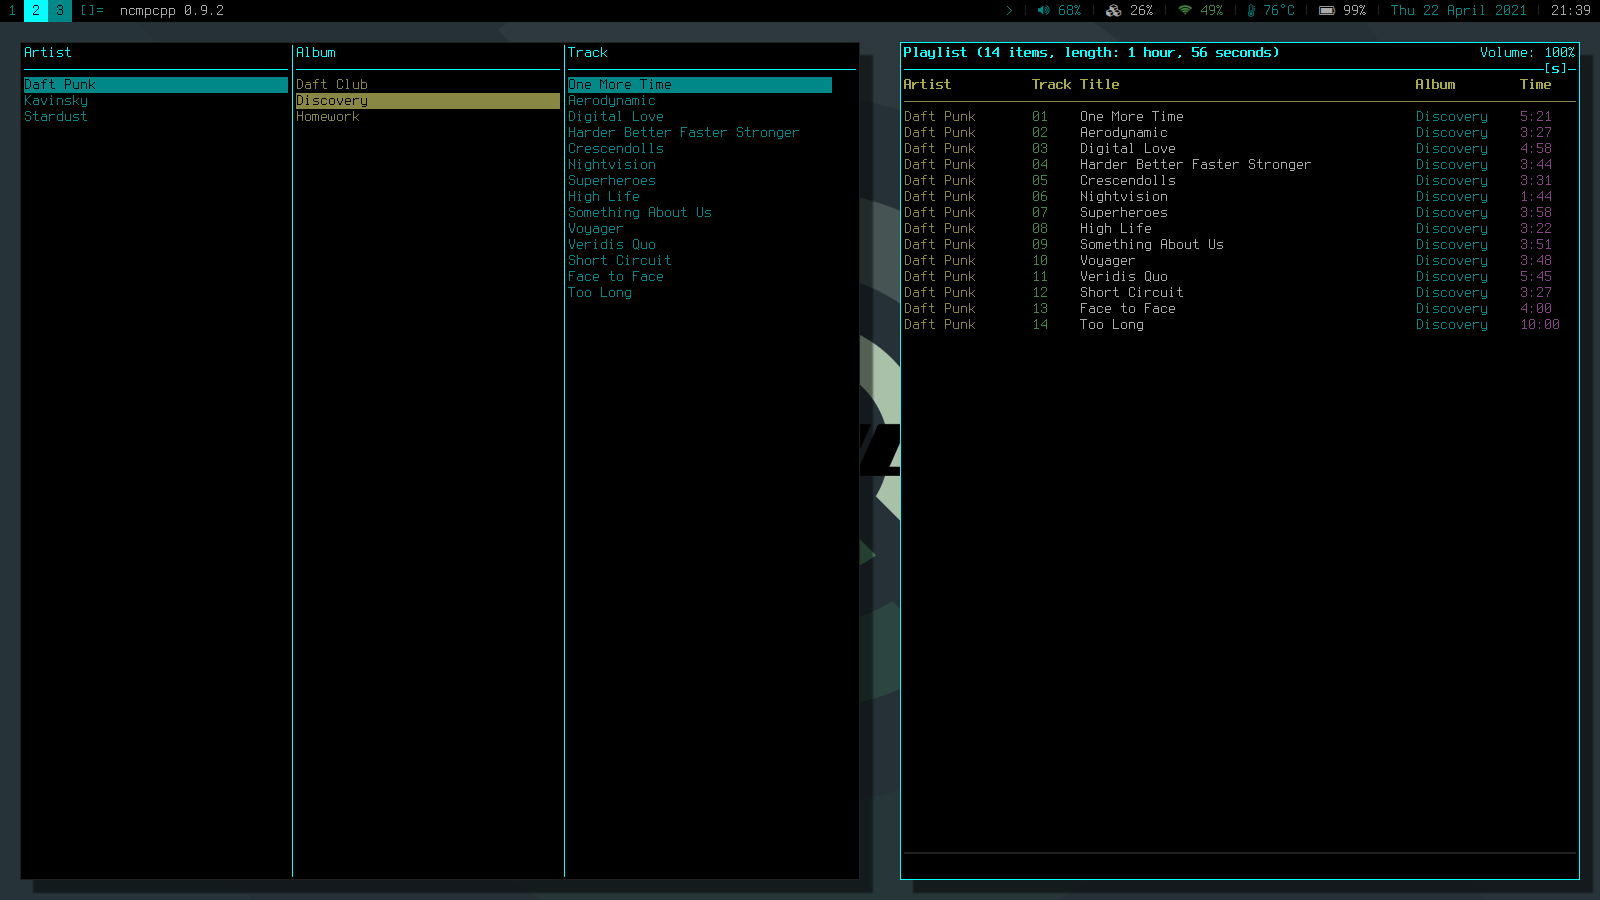 1 2 3 []= ncmpcpp 0.9.2 > 68% 26% 49% 76°C 99% Thu 22 April 2021 21:39
Artist
Daft Punk
Kavinsky
Stardust
Album
Daft Club
Discovery
Homework
Track
One More Time
Aerodynamic
Digital Love
Harder Better Faster Stronger
Crescendolls
Nightvision
Superheroes
High Life
Something About Us
Voyager
Veridis Quo
Short Circuit
Face to Face
Too Long
Playlist (14 items, length: 1 hour, 56 seconds) Volume: 100%
[s]
Artist Track Title Album Time
Daft Punk 01 One More Time Discovery 5:21
Daft Punk 02 Aerodynamic Discovery 3:27
Daft Punk 03 Digital Love Discovery 4:58
Daft Punk 04 Harder Better Faster Stronger Discovery 3:44
Daft Punk 05 Crescendolls Discovery 3:31
Daft Punk 06 Nightvision Discovery 1:44
Daft Punk 07 Superheroes Discovery 3:58
Daft Punk 08 High Life Discovery 3:22
Daft Punk 09 Something About Us Discovery 3:51
Daft Punk 10 Voyager Discovery 3:48
Daft Punk 11 Veridis Quo Discovery 5:45
Daft Punk 12 Short Circuit Discovery 3:27
Daft Punk 13 Face to Face Discovery 4:00
Daft Punk 14 Too Long Discovery 10:00